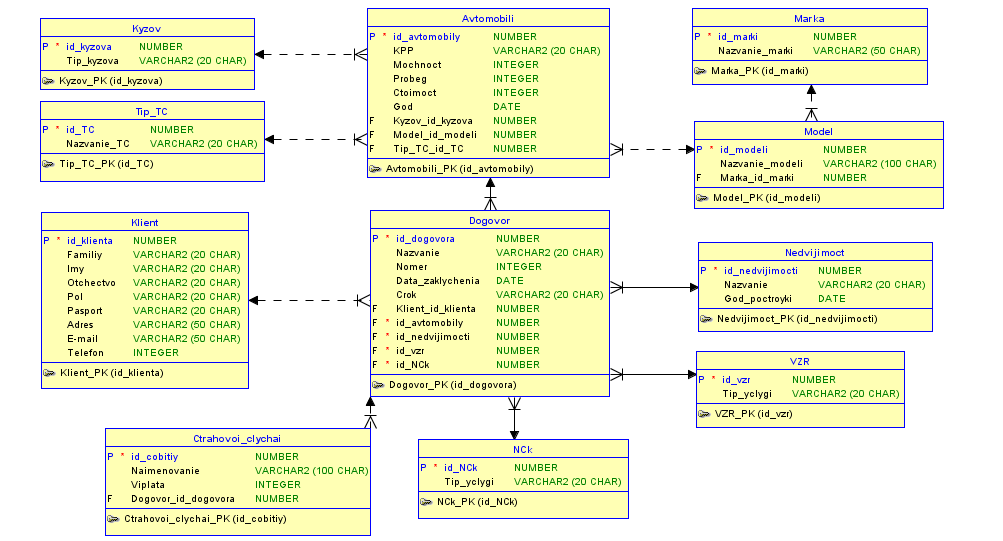 Kyzov
P * id_kyzova NUMBER
Tip_kyzova VARCHAR2 (20 CHAR)
Kyzov_PK (id_kyzova)
Tip_TC
P * id_TC NUMBER
Nazvanie_TC VARCHAR2 (20 CHAR)
Tip_TC_PK (id_TC)
Avtomobili
P * id_avtomobily NUMBER
KPP VARCHAR2 (20 CHAR)
Mochnoct INTEGER
Probeg INTEGER
Ctoimoct INTEGER
God DATE
F Kyzov_id_kyzova NUMBER
F Model_id_modeli NUMBER
F Tip_TC_id_TC NUMBER
Avtomobili_PK (id_avtomobily)
Marka
P * id_marki NUMBER
Nazvanie_marki VARCHAR2 (50 CHAR)
Marka_PK (id_marki)
Model
P * id_modeli NUMBER
Nazvanie_modeli VARCHAR2 (100 CHAR)
F Marka_id_marki NUMBER
Model_PK (id_modeli)
Klient
P * id_klienta NUMBER
Familiy VARCHAR2 (20 CHAR)
Imy VARCHAR2 (20 CHAR)
Otchectvo VARCHAR2 (20 CHAR)
Pol VARCHAR2 (20 CHAR)
Pasport VARCHAR2 (20 CHAR)
Adres VARCHAR2 (50 CHAR)
E-mail VARCHAR2 (50 CHAR)
Telefon INTEGER
Klient_PK (id_klienta)
Dogovor
P * id_dogovora NUMBER
Nazvanie VARCHAR2 (20 CHAR)
Nomer INTEGER
Data_zaklychenia DATE
Crok VARCHAR2 (20 CHAR)
F Klient_id_klienta NUMBER
F * id_avtomobily NUMBER
F * id_nedvijimocti NUMBER
F * id_vzr NUMBER
F * id_NCk NUMBER
Dogovor_PK (id_dogovora)
Nedvijimoct
P * id_nedvijimocti NUMBER
Nazvanie VARCHAR2 (20 CHAR)
God_poctroyki DATE
Nedvijimoct_PK (id_nedvijimocti)
VZR
P * id_vzr NUMBER
Tip_yclygi VARCHAR2 (20 CHAR)
VZR_PK (id_vzr)
Ctrahovoi_clychai
P * id_cobitiy NUMBER
Naimenovanie VARCHAR2 (100 CHAR)
Viplata INTEGER
F Dogovor_id_dogovora NUMBER
Ctrahovoi_clychai_PK (id_cobitiy)
NCk
P * id_NCk NUMBER
Tip_yclygi VARCHAR2 (20 CHAR)
NCk_PK (id_NCk)